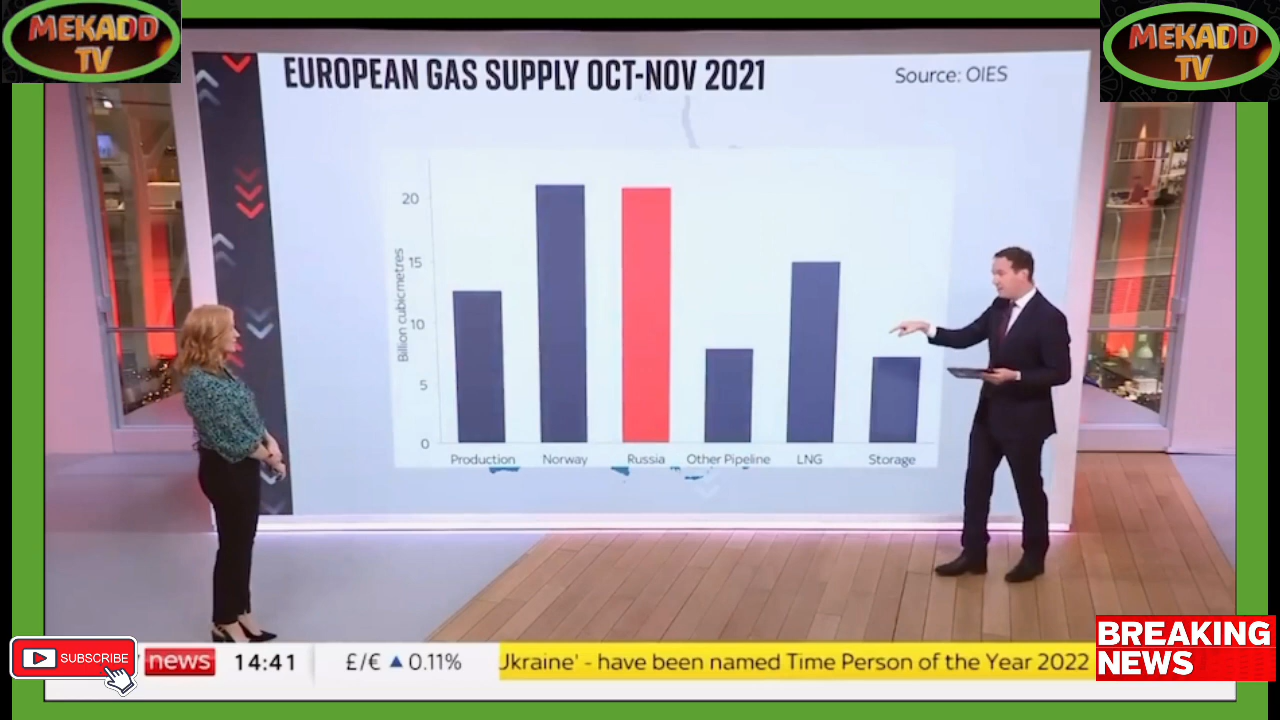 MEKADD
TV
MEKADD
TV
EUROPEAN GAS SUPPLY OCT-NOV 2021
Source: OIES
Billion cubicmetres
20
15
10
5
0
Production
Norway
Russia
Other Pipeline
LNG
Storage
SUBSCRIBE
news
14:41
£/€ ▲ 0.11%
Ukraine' - have been named Time Person of the Year 2022
BREAKING
NEWS